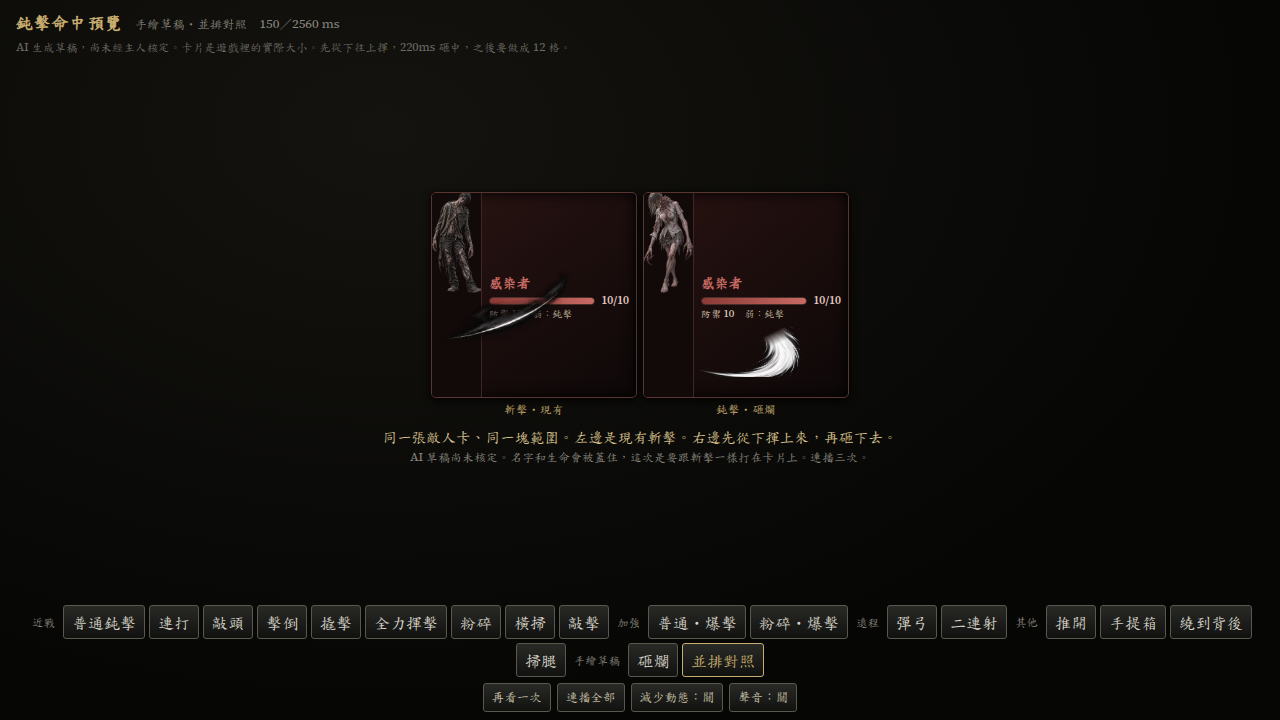 鈍擊命中預覽 手繪草稿・並排對照 150／2560 ms
AI 生成草稿，尚未經主人核定。卡片是遊戲裡的實際大小。先從下往上揮，220ms 砸中，之後要做成 12 格。
感染者
10/10
弱：鈍擊
感染者
10/10
防禦 10 弱：鈍擊
斬擊・現有
鈍擊・砸爛
同一張敵人卡、同一塊範圍。左邊是現有斬擊。右邊先從下揮上來，再砸下去。
AI 草稿尚未核定。名字和生命會被蓋住，這次是要跟斬擊一樣打在卡片上。連播三次。
近戰 普通鈍擊 連打 敲頭 擊倒 撬擊 全力揮擊 粉碎 橫掃 敲擊 加強 普通・爆擊 粉碎・爆擊 遠程 彈弓 二連射 其他 推開 手提箱 繞到背後
掃腿 手繪草稿 砸爛 並排對照
再看一次 連播全部 減少動態：關 聲音：關